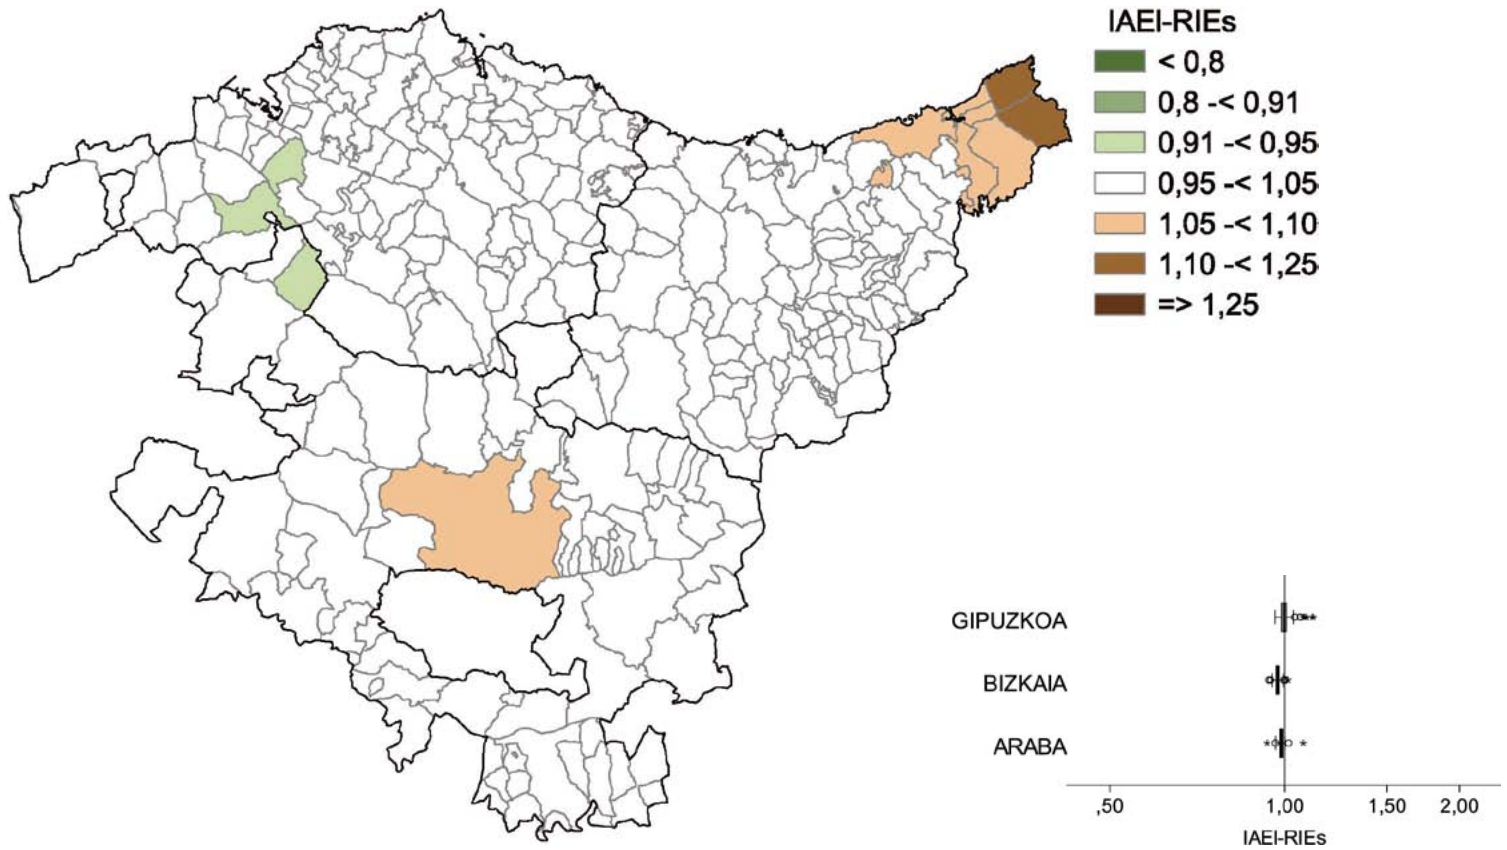 IAEI-RIEs
< 0,8
0,8 -< 0,91
0,91 -< 0,95
0,95 -< 1,05
1,05 -< 1,10
1,10 -< 1,25
=> 1,25
GIPUZKOA
BIZKAIA
ARABA
,50 1,00 1,50 2,00
IAEI-RIEs